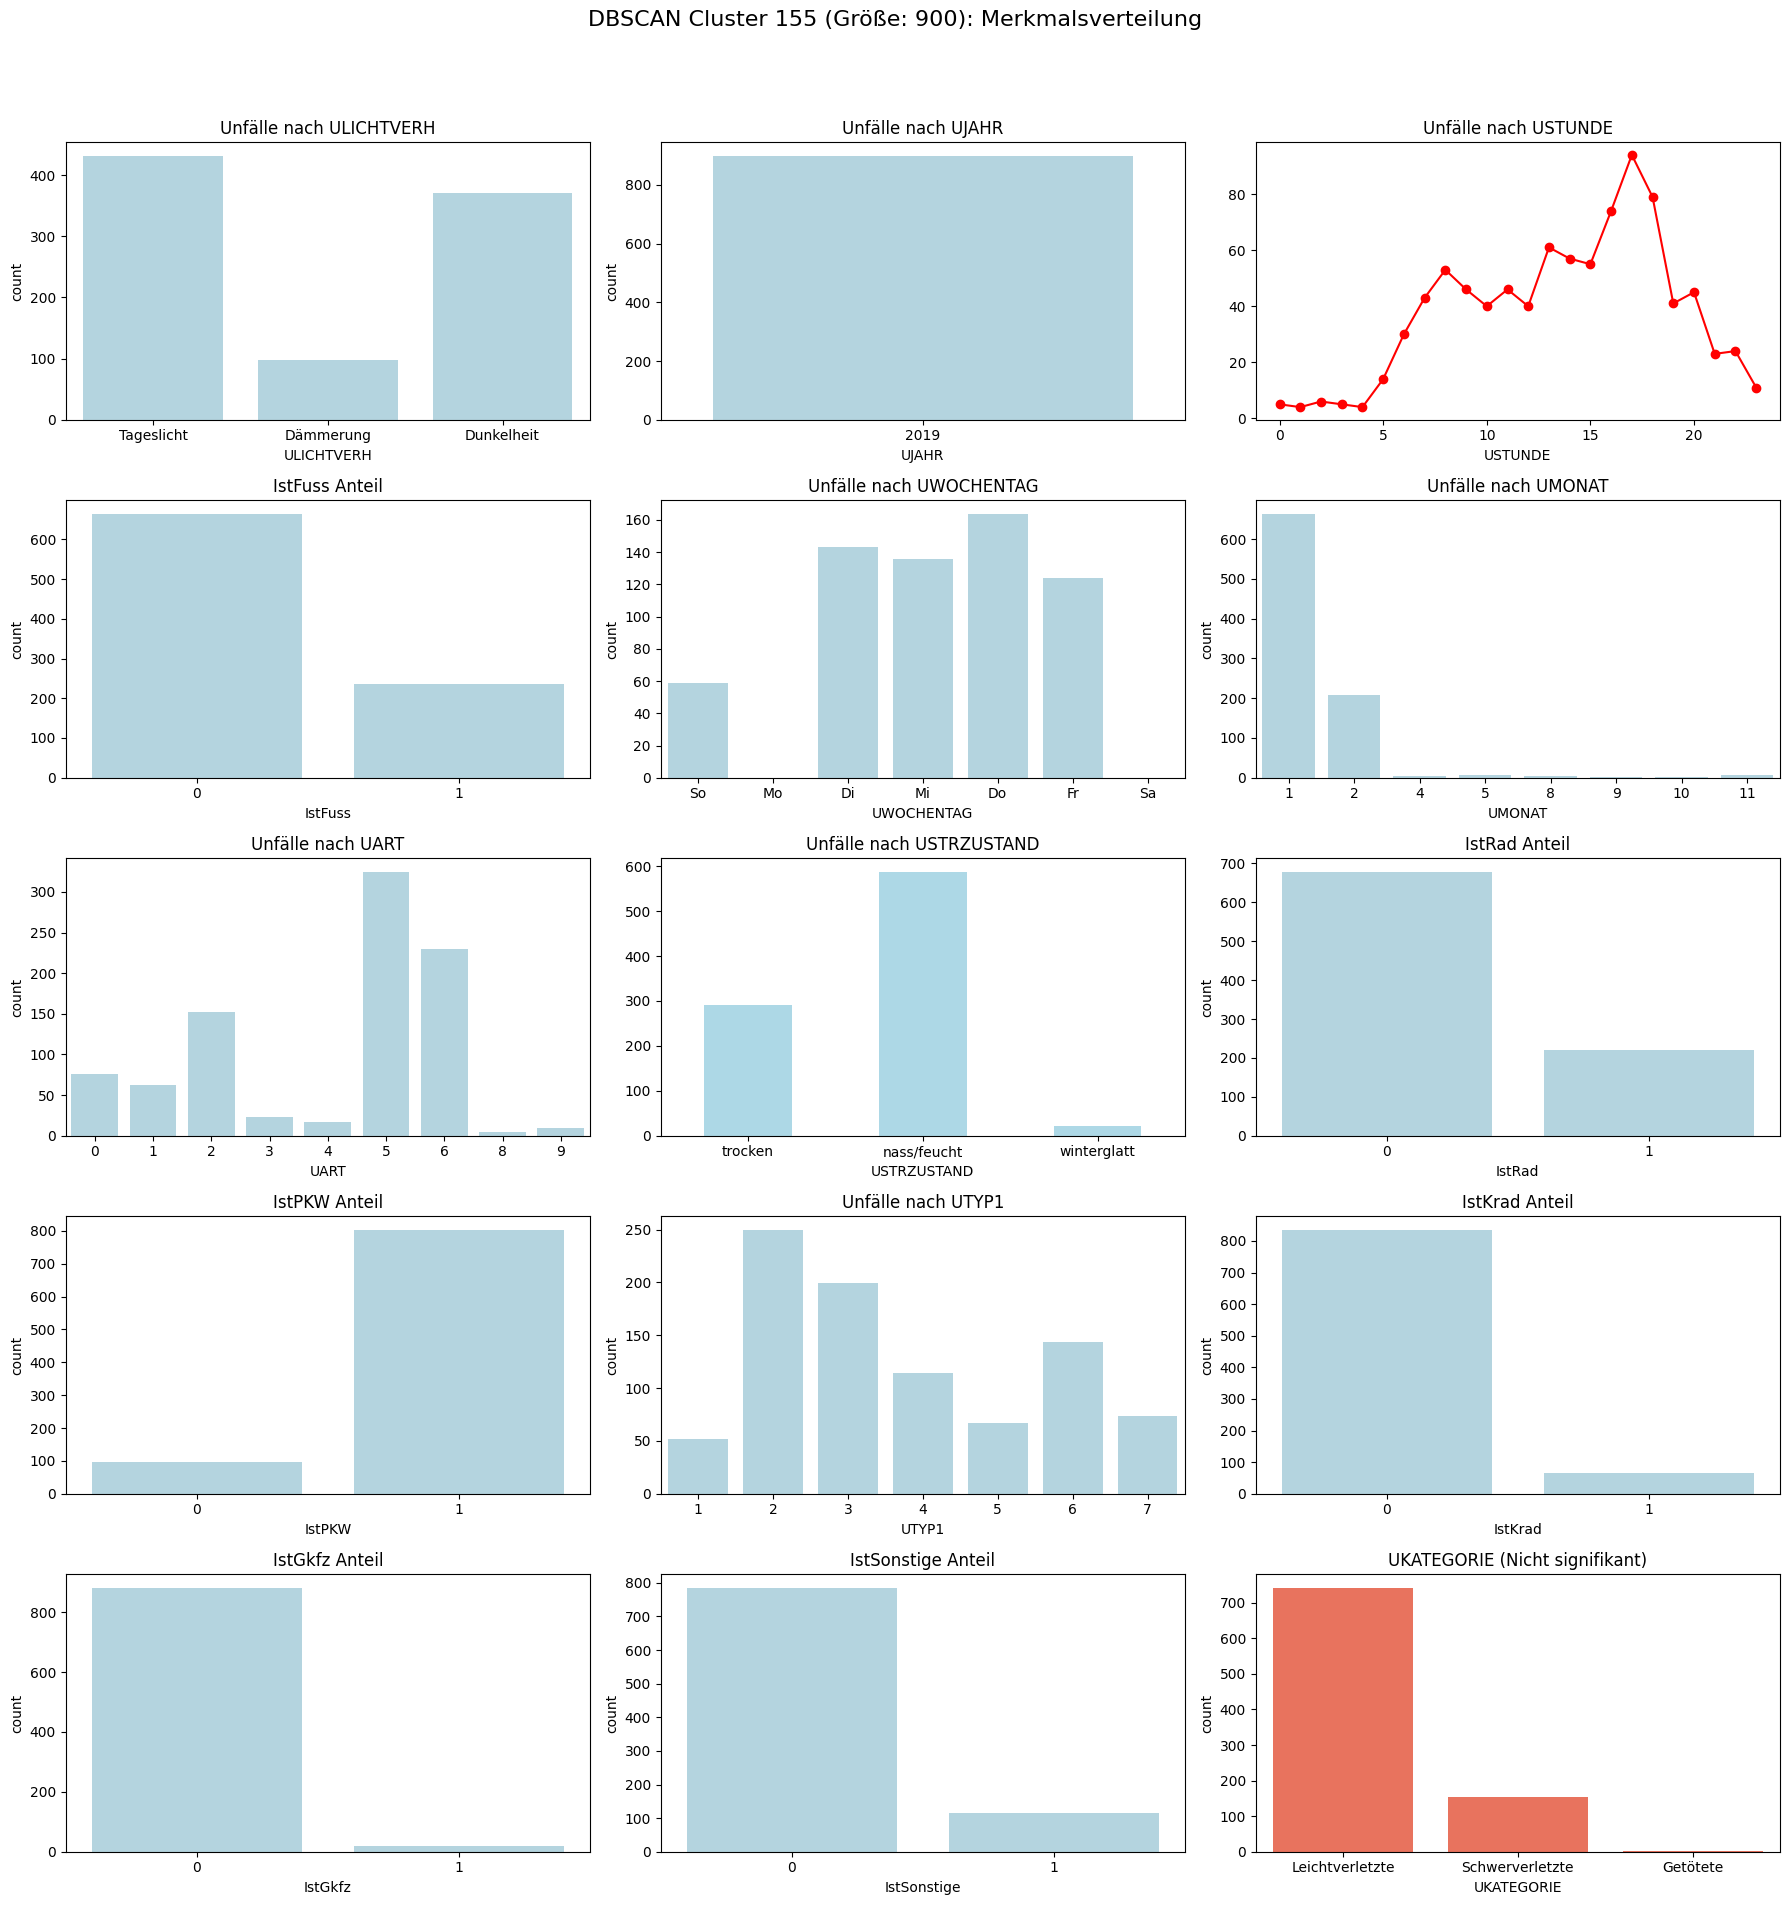 DBSCAN Cluster 155 (Größe: 900): Merkmalsverteilung
Unfälle nach ULICHTVERH
400
300
200
100
0
count
Tageslicht Dämmerung Dunkelheit
ULICHTVERH
Unfälle nach UJAHR
800
600
400
200
0
count
2019
UJAHR
Unfälle nach USTUNDE
80
60
40
20
0
0 5 10 15 20
USTUNDE
IstFuss Anteil
600
500
400
300
200
100
0
count
0 1
IstFuss
Unfälle nach UWOCHENTAG
160
140
120
100
80
60
40
20
0
count
So Mo Di Mi Do Fr Sa
UWOCHENTAG
Unfälle nach UMONAT
600
500
400
300
200
100
0
count
1 2 4 5 8 9 10 11
UMONAT
Unfälle nach UART
300
250
200
150
100
50
0
count
0 1 2 3 4 5 6 8 9
UART
Unfälle nach USTRZUSTAND
600
500
400
300
200
100
0
trocken nass/feucht winterglatt
USTRZUSTAND
IstRad Anteil
700
600
500
400
300
200
100
0
count
0 1
IstRad
IstPKW Anteil
800
700
600
500
400
300
200
100
0
count
0 1
IstPKW
Unfälle nach UTYP1
250
200
150
100
50
0
count
1 2 3 4 5 6 7
UTYP1
IstKrad Anteil
800
700
600
500
400
300
200
100
0
count
0 1
IstKrad
IstGkfz Anteil
800
600
400
200
0
count
0 1
IstGkfz
IstSonstige Anteil
800
700
600
500
400
300
200
100
0
count
0 1
IstSonstige
UKATEGORIE (Nicht signifikant)
700
600
500
400
300
200
100
0
count
Leichtverletzte Schwerverletzte Getötete
UKATEGORIE